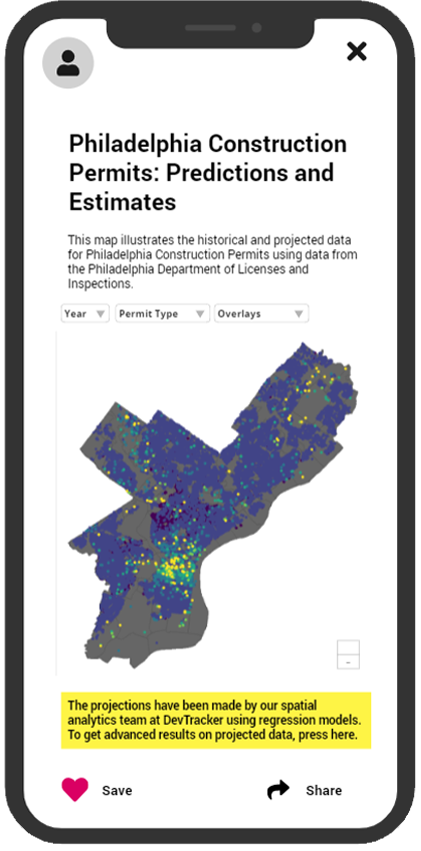 Philadelphia Construction
Permits: Predictions and
Estimates
This map illustrates the historical and projected data
for Philadelphia Construction Permits using data from
the Philadelphia Department of Licenses and
Inspections.
Year Permit Type Overlays
The projections have been made by our spatial
analytics team at DevTracker using regression models.
To get advanced results on projected data, press here.
Save Share